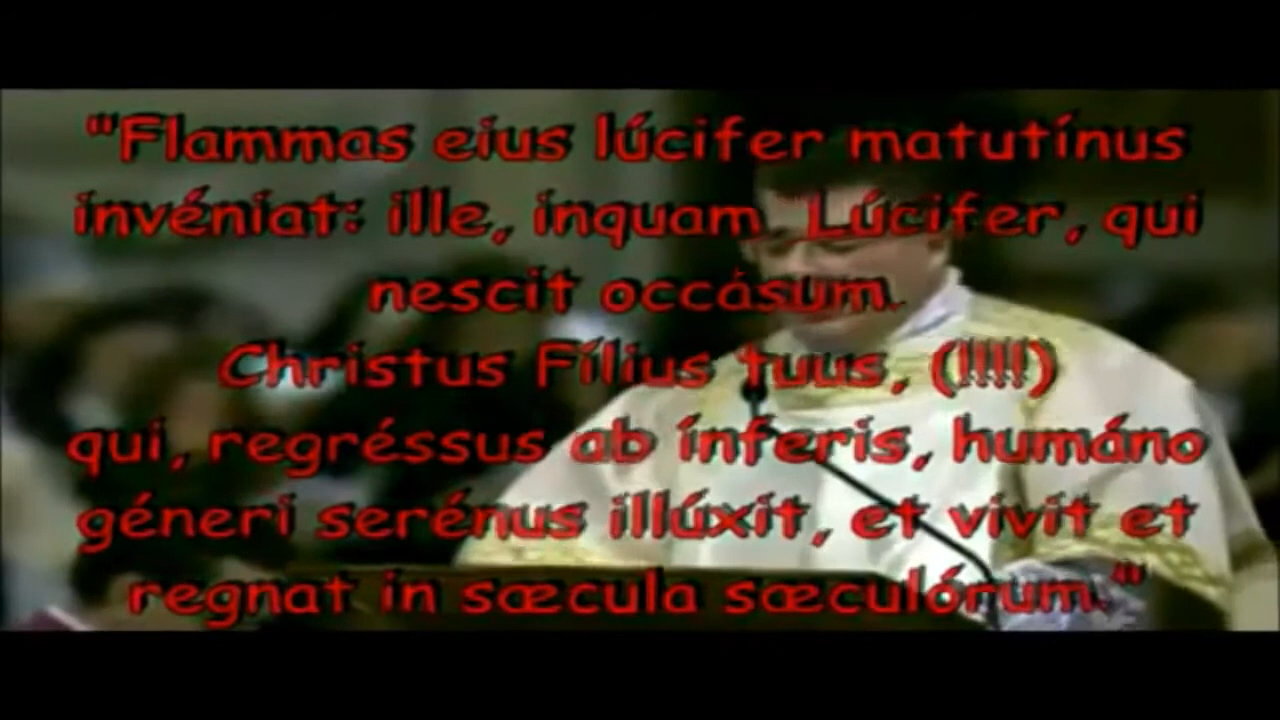 "Flammas eius lúcifer matutínus
invéniat: ille, inquam, Lúcifer, qui
nescit occásum.
Christus Fílius tuus, (!!!!)
qui, regréssus ab ínferis, humáno
géneri serénus illúxit, et vivit et
regnat in sæcula sæculórum."